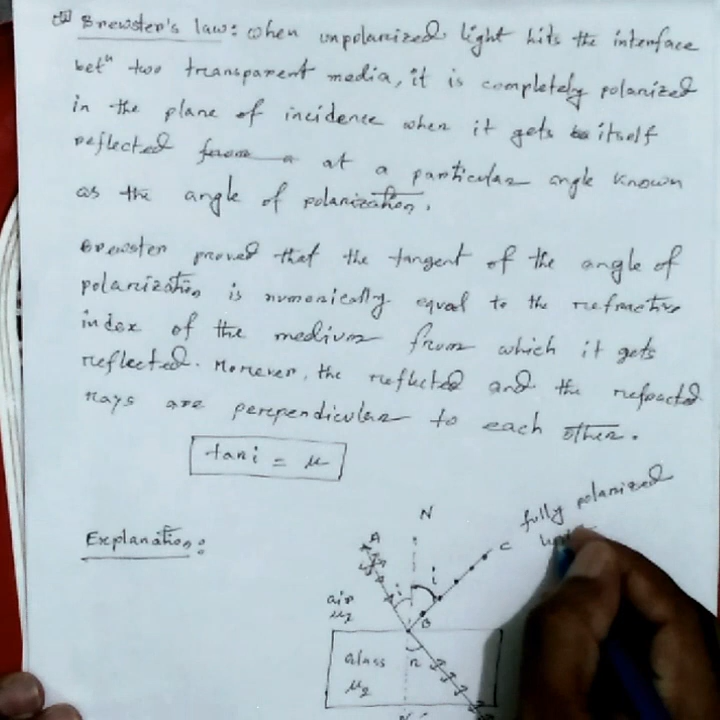 Brewster's law: when unpolarized light hits the interface
betⁿ two transparent media, it is completely polarized
in the plane of incidence when it gets itself
reflected from a at a particular angle known
as the angle of polarization.
Brewster proved that the tangent of the angle of
polarization is numerically equal to the refractive
index of the medium from which it gets
reflected. Moreover, the reflected and the refracted
rays are perpendicular to each other.
tan i = μ
Explanation:
N
fully polarized
A
C
i
i
air
B
Glass
r
μ₂